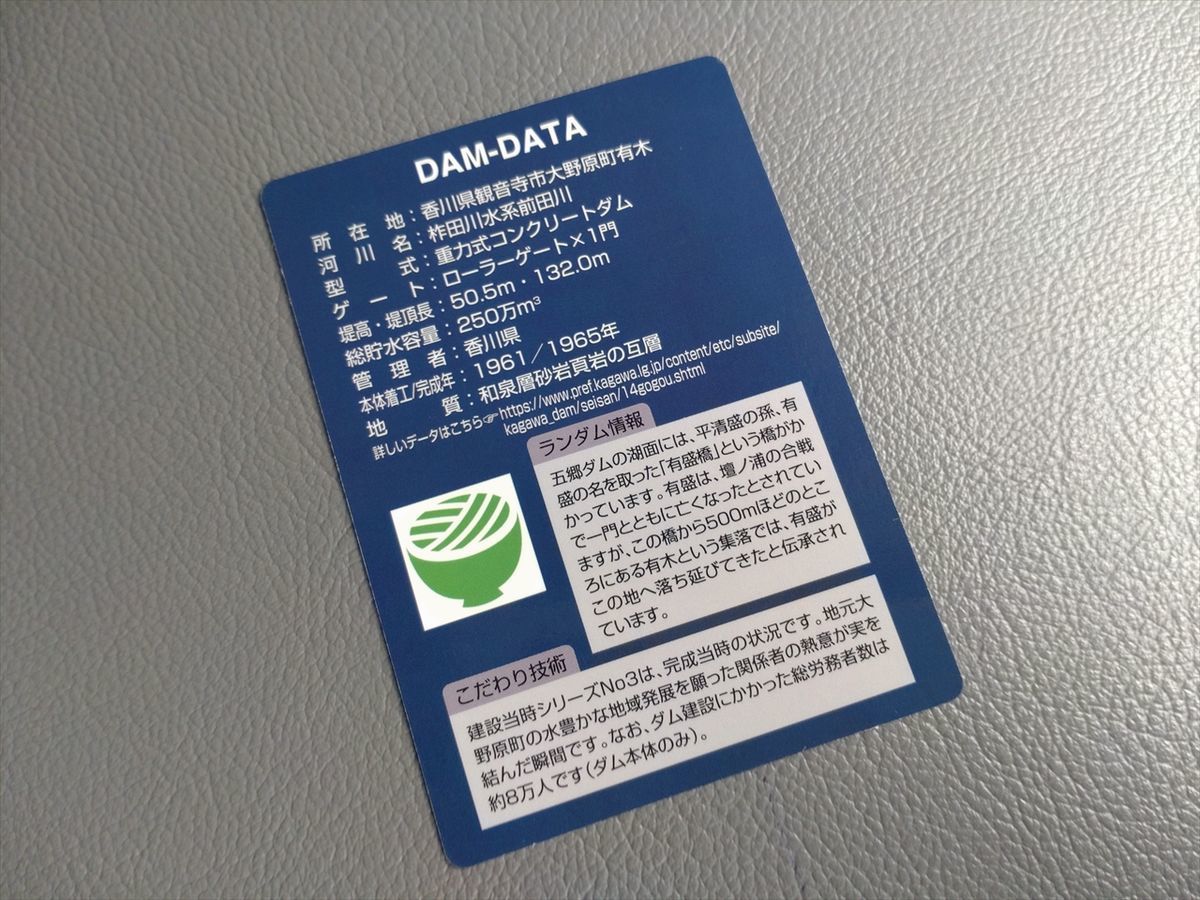 DAM-DATA
所在地：香川県観音寺市大野原町有木
河川名：柞田川水系前田川
型式：重力式コンクリートダム
ゲート：ローラーゲート×1門
堤高・堤頂長：50.5m・132.0m
総貯水容量：250万m³
管理者：香川県
本体着工/完成年：1961／1965年
地質：和泉層砂岩頁岩の互層
詳しいデータはこちら☞https://www.pref.kagawa.lg.jp/content/etc/subsite/
kagawa_dam/seisan/14gogou.shtml
ランダム情報
五郷ダムの湖面には、平清盛の孫、有
盛の名を取った「有盛橋」という橋がか
かっています。有盛は、壇ノ浦の合戦
で一門とともに亡くなったとされてい
ますが、この橋から500mほどのとこ
ろにある有木という集落では、有盛が
この地へ落ち延びてきたと伝承され
ています。
こだわり技術
建設当時シリーズNo3は、完成当時の状況です。地元大
野原町の水豊かな地域発展を願った関係者の熱意が実を
結んだ瞬間です。なお、ダム建設にかかった総労務者数は
約8万人です（ダム本体のみ）。